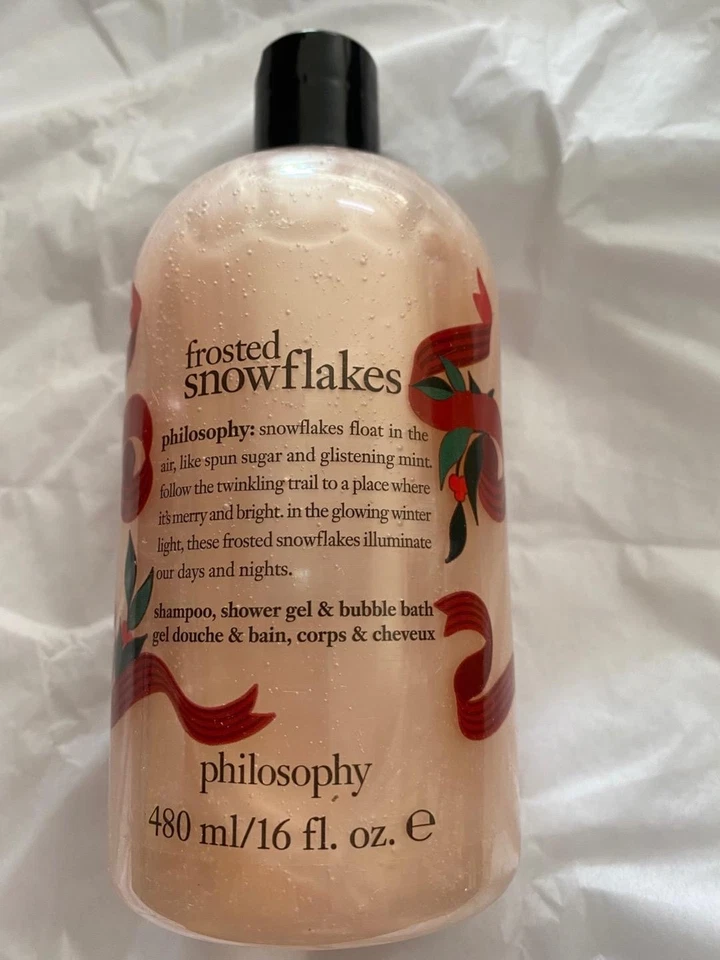 frosted
snowflakes
philosophy: snowflakes float in the
air, like spun sugar and glistening mint.
follow the twinkling trail to a place where
it's merry and bright. in the glowing winter
light, these frosted snowflakes illuminate
our days and nights.
shampoo, shower gel & bubble bath
gel douche & bain, corps & cheveux
philosophy
480 ml/16 fl. oz. ℮